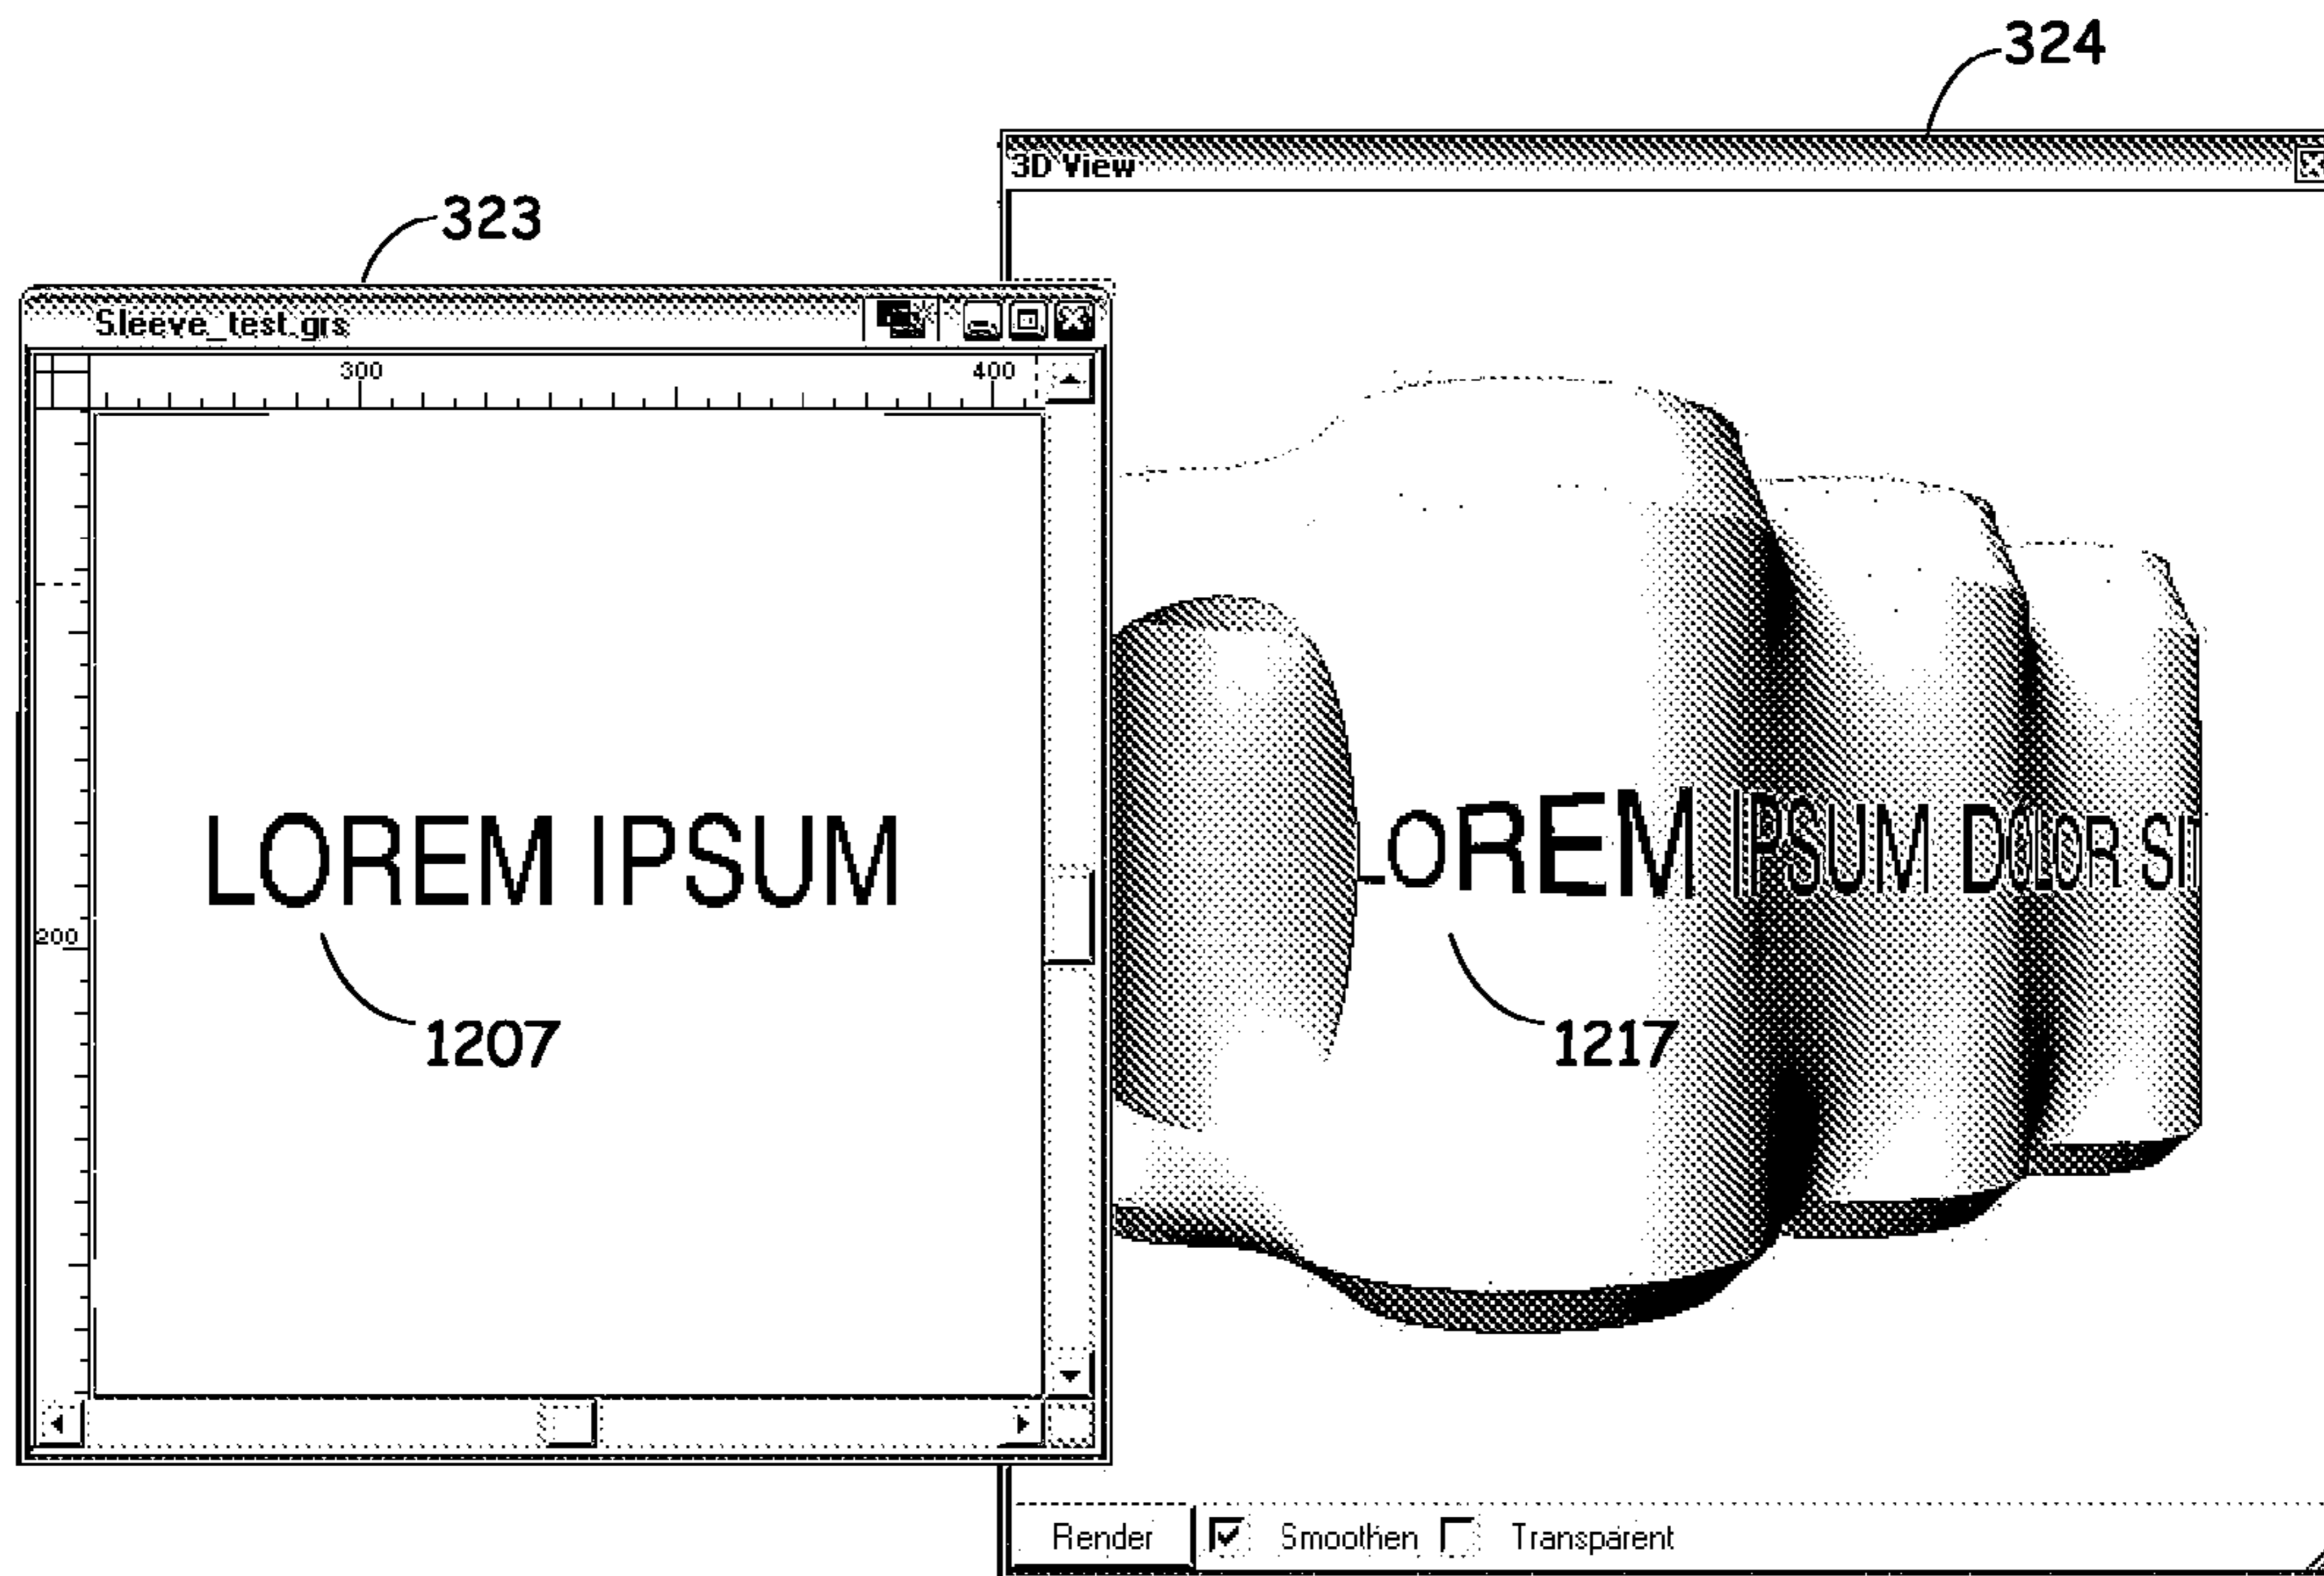 324
3D View
323
Sleeve_test.grs
300 400
LOREM IPSUM
LOREM IPSUM DOLOR SIT
200
1207
1217
Render Smoothen Transparent